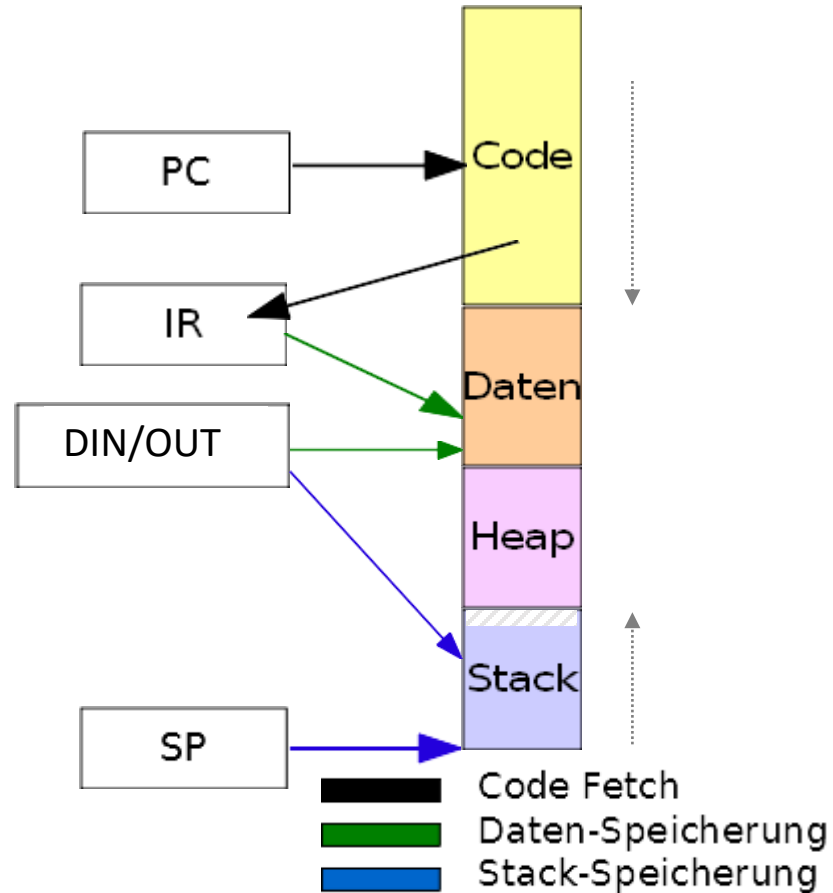 Code
PC
IR
Daten
DIN/OUT
Heap
Stack
SP
Code Fetch
Daten-Speicherung
Stack-Speicherung